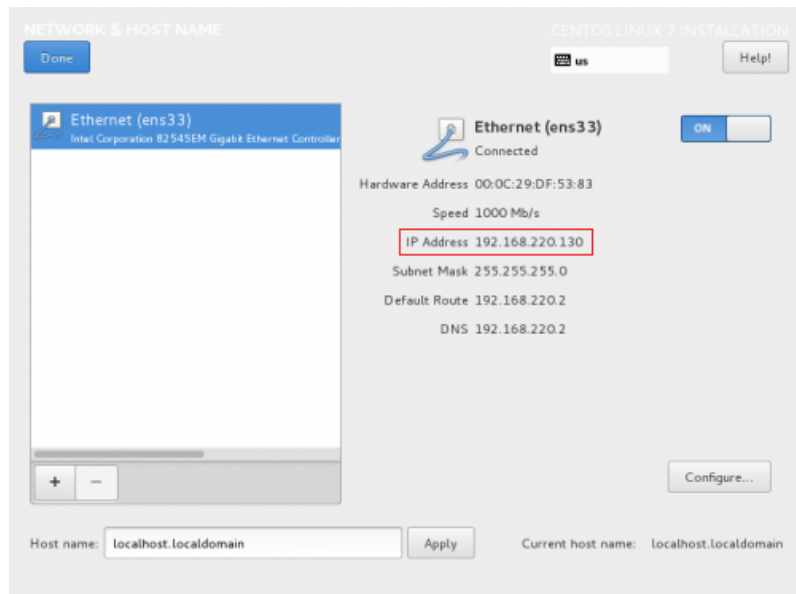 NETWORK & HOST NAME
CENTOS LINUX 7 INSTALLATION
Done
us
Help!
Ethernet (ens33)
Intel Corporation 82545EM Gigabit Ethernet Controller
Ethernet (ens33)
Connected
ON
Hardware Address 00:0C:29:DF:53:83
Speed 1000 Mb/s
IP Address 192.168.220.130
Subnet Mask 255.255.255.0
Default Route 192.168.220.2
DNS 192.168.220.2
+ −
Configure...
Host name: localhost.localdomain Apply Current host name: localhost.localdomain